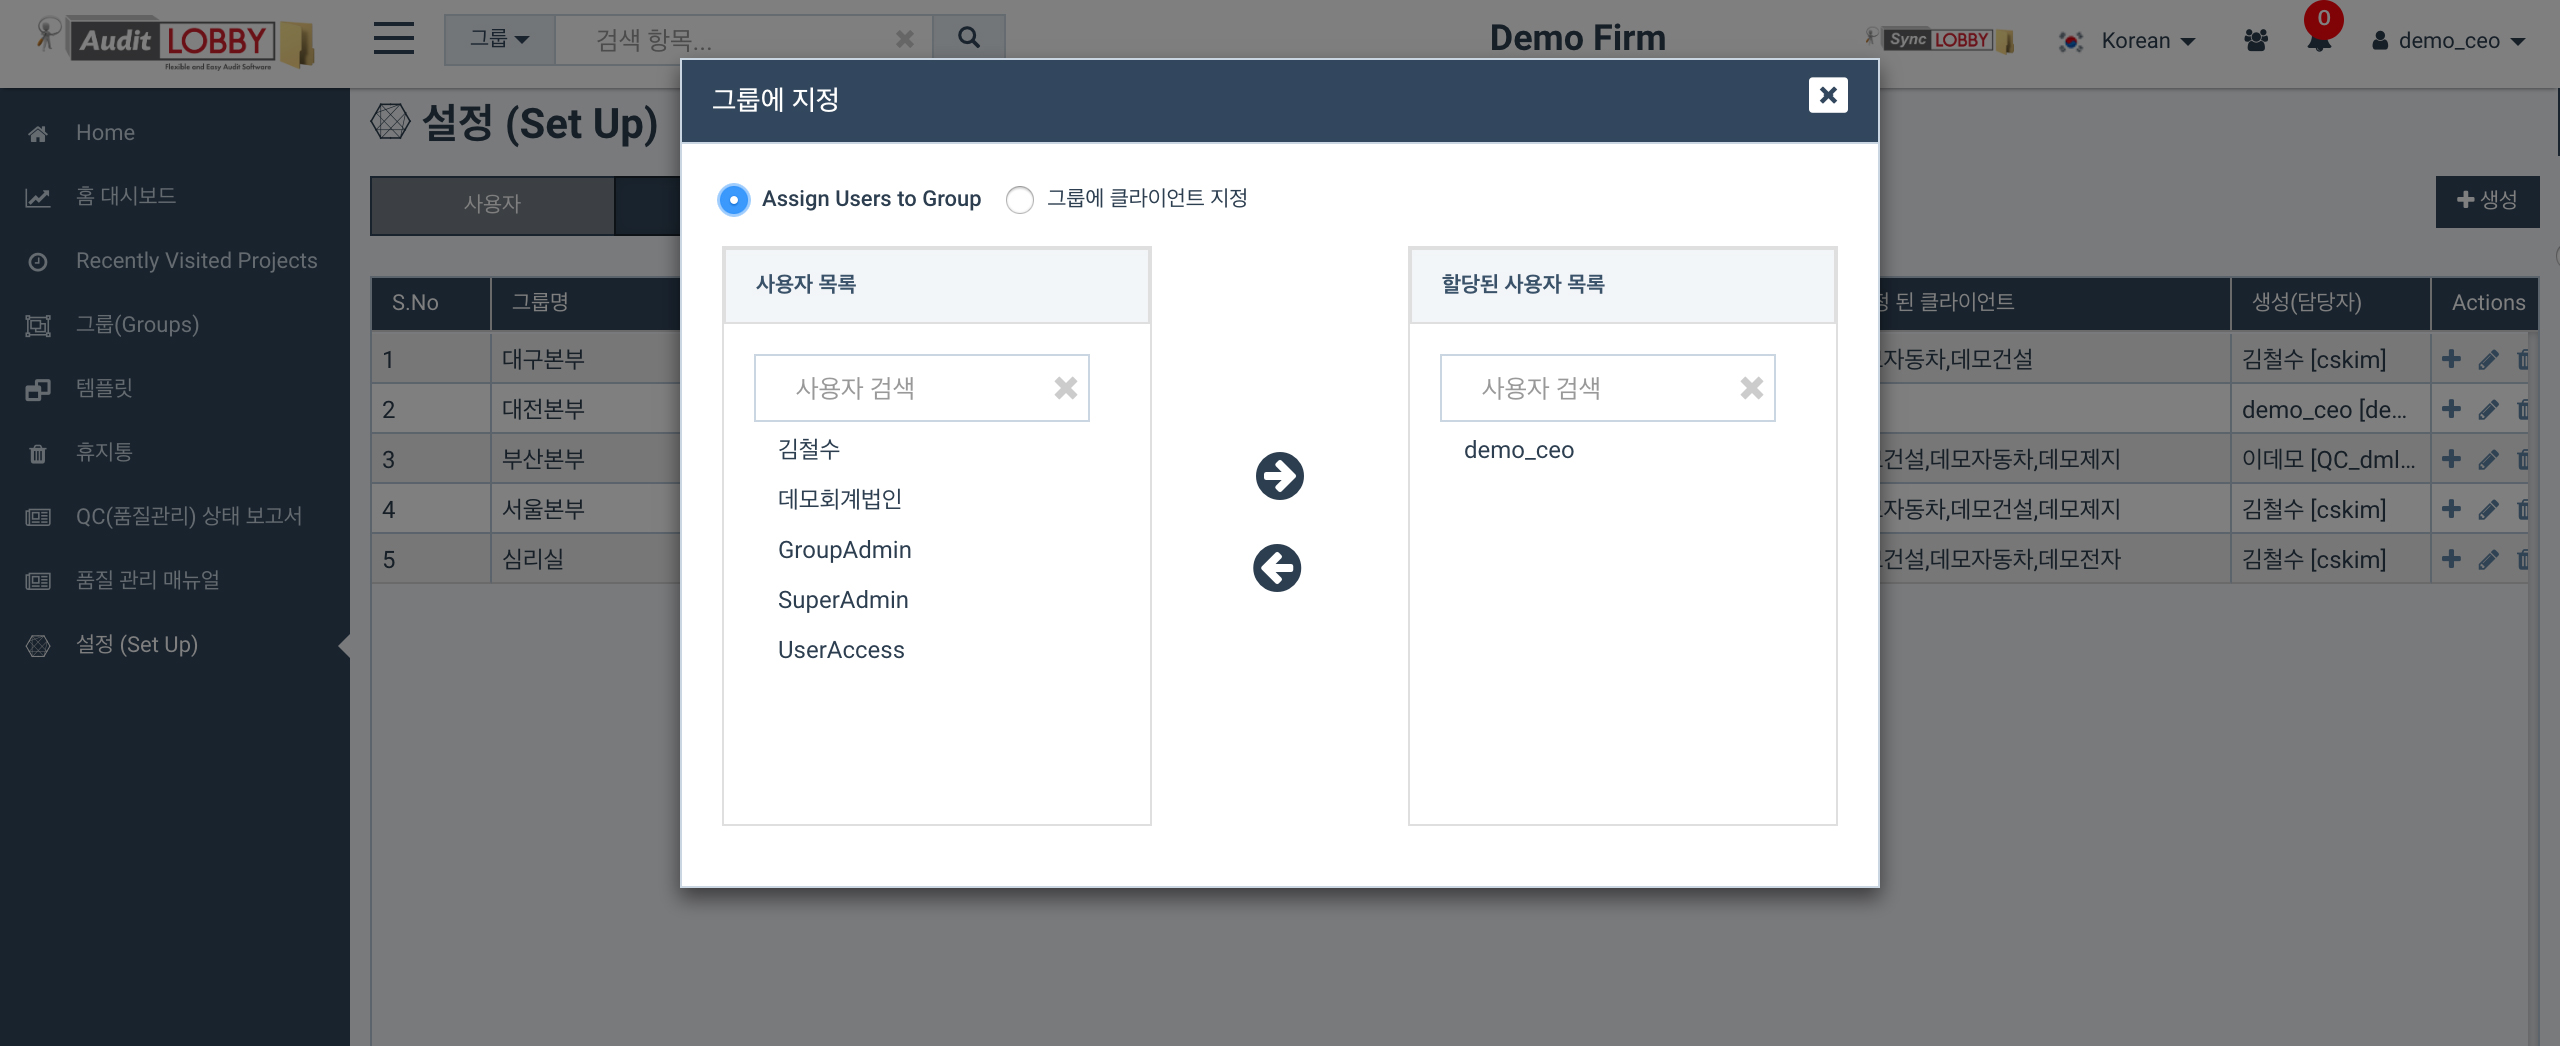 Audit LOBBY
Flexible and Easy Audit Software
그룹
검색 항목...
Demo Firm
Sync LOBBY
Korean
0
demo_ceo
Home
홈 대시보드
Recently Visited Projects
그룹(Groups)
템플릿
휴지통
QC(품질관리) 상태 보고서
품질 관리 매뉴얼
설정 (Set Up)
설정 (Set Up)
사용자
생성
S.No 그룹명 된 클라이언트 생성(담당자) Actions
1 대구본부 자동차,데모건설 김철수 [cskim]
2 대전본부 demo_ceo [de...
3 부산본부 건설,데모자동차,데모제지 이데모 [QC_dml...
4 서울본부 자동차,데모건설,데모제지 김철수 [cskim]
5 심리실 건설,데모자동차,데모전자 김철수 [cskim]
그룹에 지정
Assign Users to Group 그룹에 클라이언트 지정
사용자 목록
사용자 검색
김철수
데모회계법인
GroupAdmin
SuperAdmin
UserAccess
할당된 사용자 목록
사용자 검색
demo_ceo